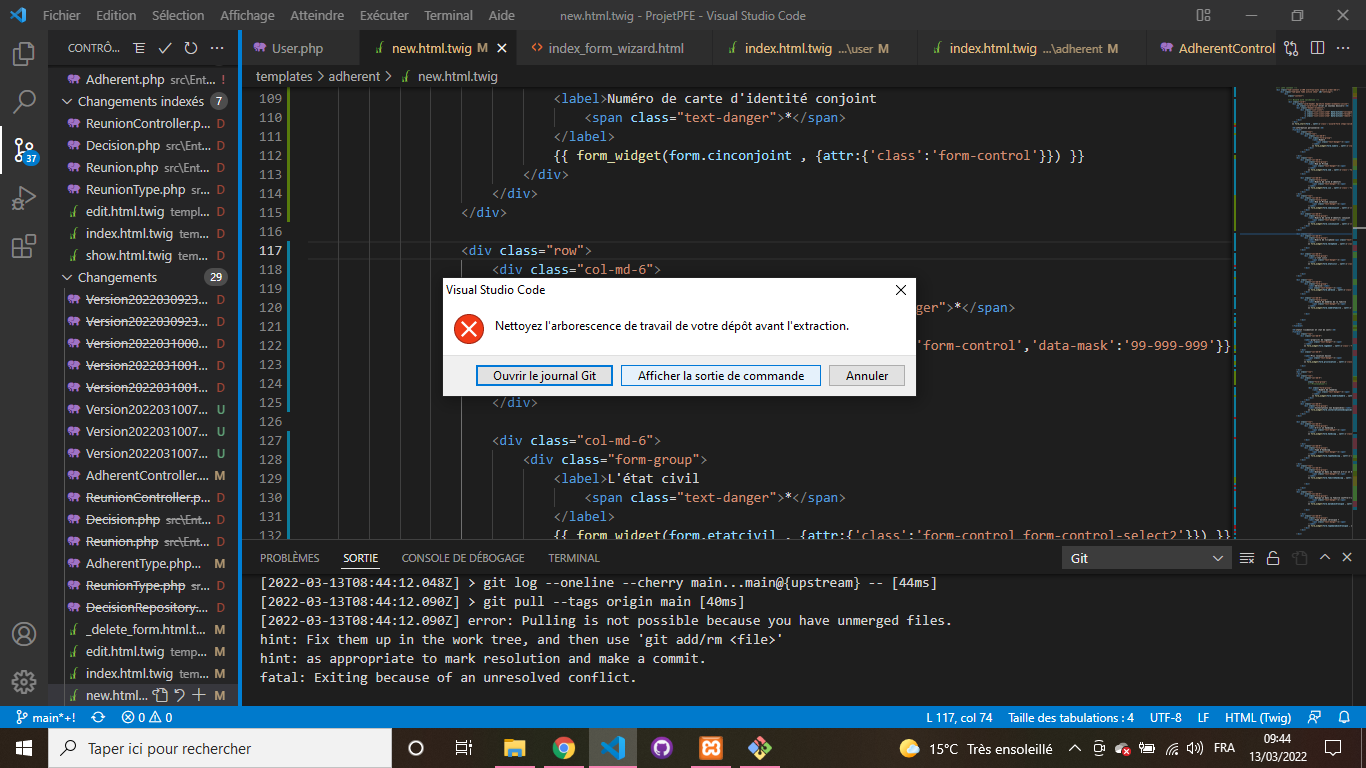 Fichier Edition Sélection Affichage Atteindre Exécuter Terminal Aide
new.html.twig - ProjetPFE - Visual Studio Code
CONTRÔ...
Adherent.php src\Ent... !
Changements indexés 7
ReunionController.p... D
Decision.php src\Ent... D
Reunion.php src\Enti... D
ReunionType.php sr... D
edit.html.twig templ... D
index.html.twig tem... D
show.html.twig tem... D
Changements 29
Version2022030923... D
Version2022030923... D
Version2022031000... D
Version2022031001... D
Version2022031001... D
Version2022031007... U
Version2022031007... U
Version2022031007... U
AdherentController.... M
ReunionController.p... D
Decision.php src\Ent... D
Reunion.php src\Ent... D
AdherentType.php... M
ReunionType.php sr... D
DecisionRepository.... D
_delete_form.html.t... M
edit.html.twig temp... M
index.html.twig tem... M
new.html... M
37
User.php
new.html.twig M
index_form_wizard.html
index.html.twig ...\user M
index.html.twig ...\adherent M
AdherentControl
templates > adherent > new.html.twig
109 <label>Numéro de carte d'identité conjoint
110 <span class="text-danger">*</span>
111 </label>
112 {{ form_widget(form.cinconjoint , {attr:{'class':'form-control'}}) }}
113 </div>
114 </div>
115 </div>
116
117 <div class="row">
118 <div class="col-md-6">
119
120 ger">*</span>
121
122 'form-control','data-mask':'99-999-999'}}
123
124
125 </div>
126
127 <div class="col-md-6">
128 <div class="form-group">
129 <label>L'état civil
130 <span class="text-danger">*</span>
131 </label>
132 {{ form_widget(form.etatcivil , {attr:{'class':'form-control form-control-select2'}}) }}
Visual Studio Code
Nettoyez l'arborescence de travail de votre dépôt avant l'extraction.
Ouvrir le journal Git
Afficher la sortie de commande
Annuler
PROBLÈMES SORTIE CONSOLE DE DÉBOGAGE TERMINAL
Git
[2022-03-13T08:44:12.048Z] > git log --oneline --cherry main...main@{upstream} -- [44ms]
[2022-03-13T08:44:12.090Z] > git pull --tags origin main [40ms]
[2022-03-13T08:44:12.090Z] error: Pulling is not possible because you have unmerged files.
hint: Fix them up in the work tree, and then use 'git add/rm <file>'
hint: as appropriate to mark resolution and make a commit.
fatal: Exiting because of an unresolved conflict.
main*+! 0 0
L 117, col 74 Taille des tabulations : 4 UTF-8 LF HTML (Twig)
Taper ici pour rechercher
15°C Très ensoleillé
FRA
09:44
13/03/2022